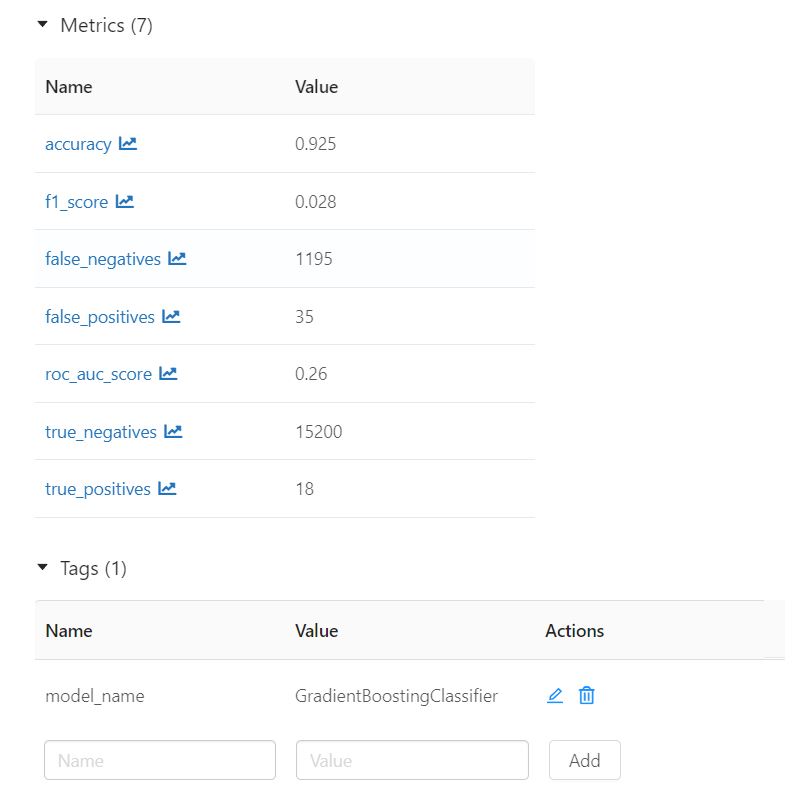 Metrics (7)
Name Value
accuracy 0.925
f1_score 0.028
false_negatives 1195
false_positives 35
roc_auc_score 0.26
true_negatives 15200
true_positives 18
Tags (1)
Name Value Actions
model_name GradientBoostingClassifier
Name Value Add